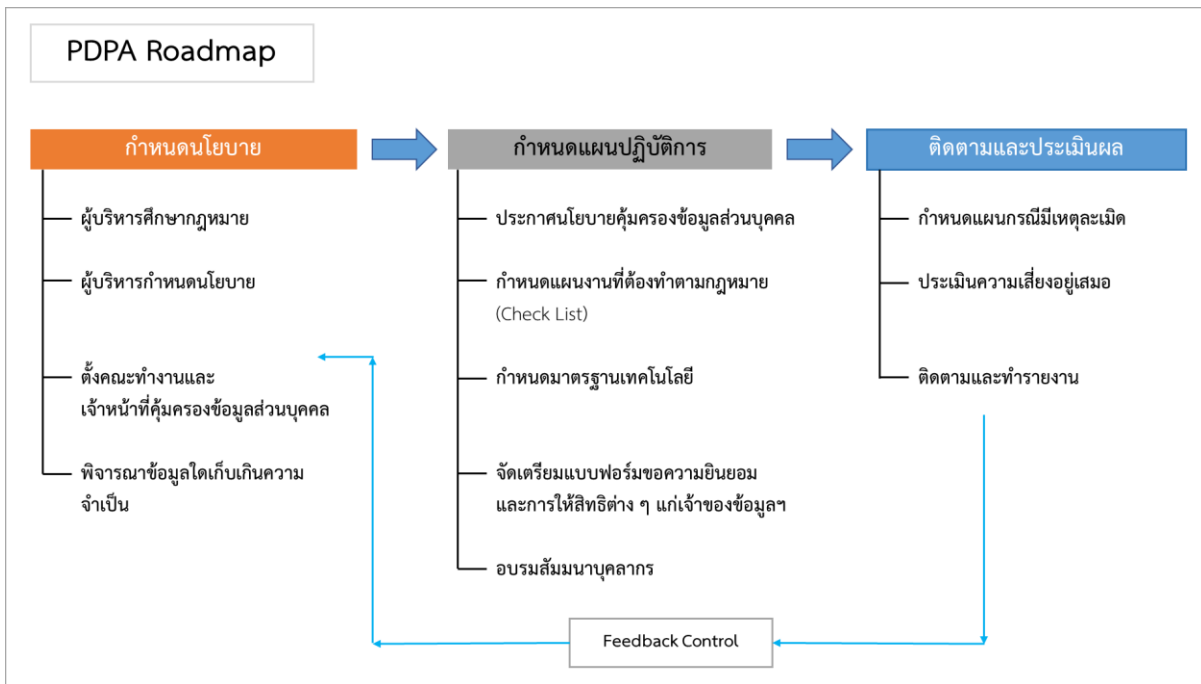 PDPA Roadmap
กำหนดนโยบาย
ผู้บริหารศึกษากฎหมาย
ผู้บริหารกำหนดนโยบาย
ตั้งคณะทำงานและ
เจ้าหน้าที่คุ้มครองข้อมูลส่วนบุคคล
พิจารณาข้อมูลใดเก็บเกินความ
จำเป็น
กำหนดแผนปฏิบัติการ
ประกาศนโยบายคุ้มครองข้อมูลส่วนบุคคล
กำหนดแผนงานที่ต้องทำตามกฎหมาย
(Check List)
กำหนดมาตรฐานเทคโนโลยี
จัดเตรียมแบบฟอร์มขอความยินยอม
และการให้สิทธิต่าง ๆ แก่เจ้าของข้อมูลฯ
อบรมสัมมนาบุคลากร
ติดตามและประเมินผล
กำหนดแผนกรณีมีเหตุละเมิด
ประเมินความเสี่ยงอยู่เสมอ
ติดตามและทำรายงาน
Feedback Control